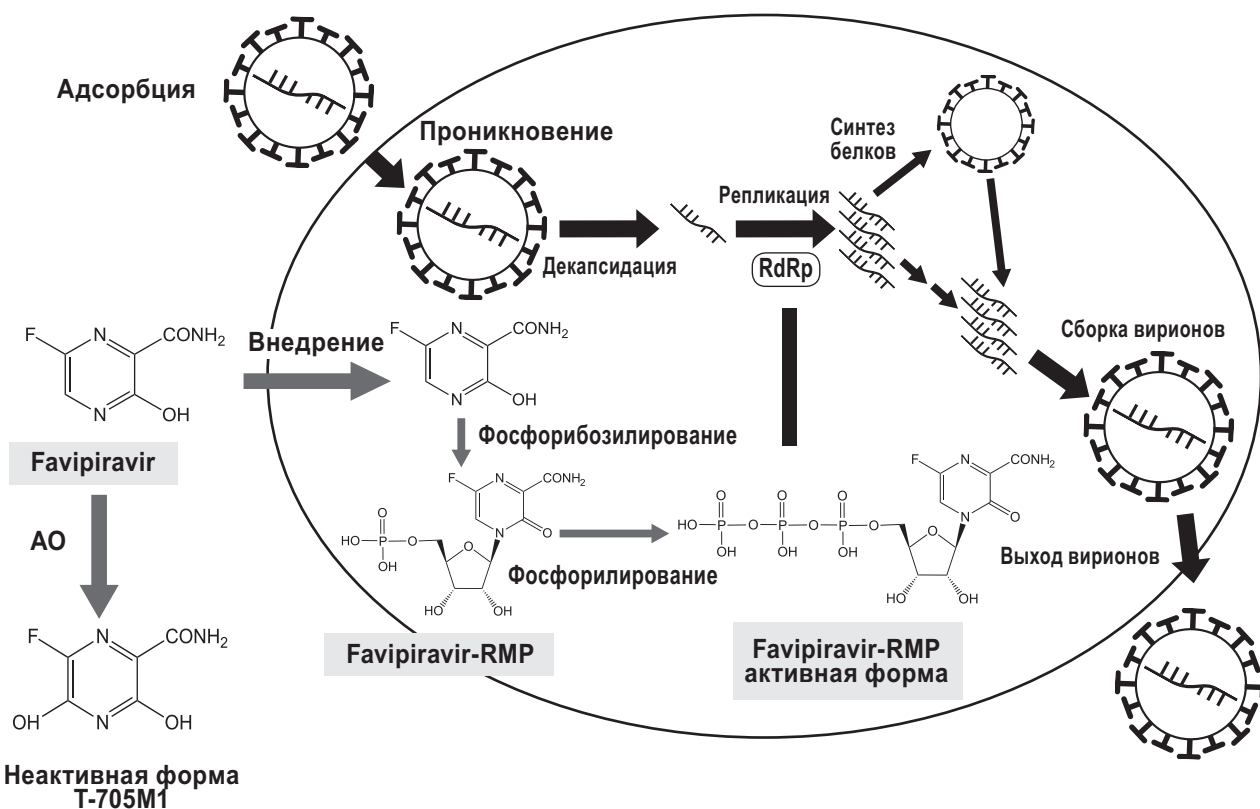 Адсорбция
Проникновение
Декапсидация
Репликация
RdRp
Синтез
белков
Сборка вирионов
Выход вирионов
F
N
CONH₂
N
OH
Favipiravir
Внедрение
F
N
CONH₂
N
OH
Фосфорибозилирование
F
N
CONH₂
N
O
O
HO
P
O
OH
O
HO
OH
Favipiravir-RMP
Фосфорилирование
O
O
O
HO
P
O
P
O
P
O
OH
OH
OH
F
N
CONH₂
N
O
O
HO
OH
Favipiravir-RMP
активная форма
АО
F
N
CONH₂
OH
N
OH
Неактивная форма
T-705M1